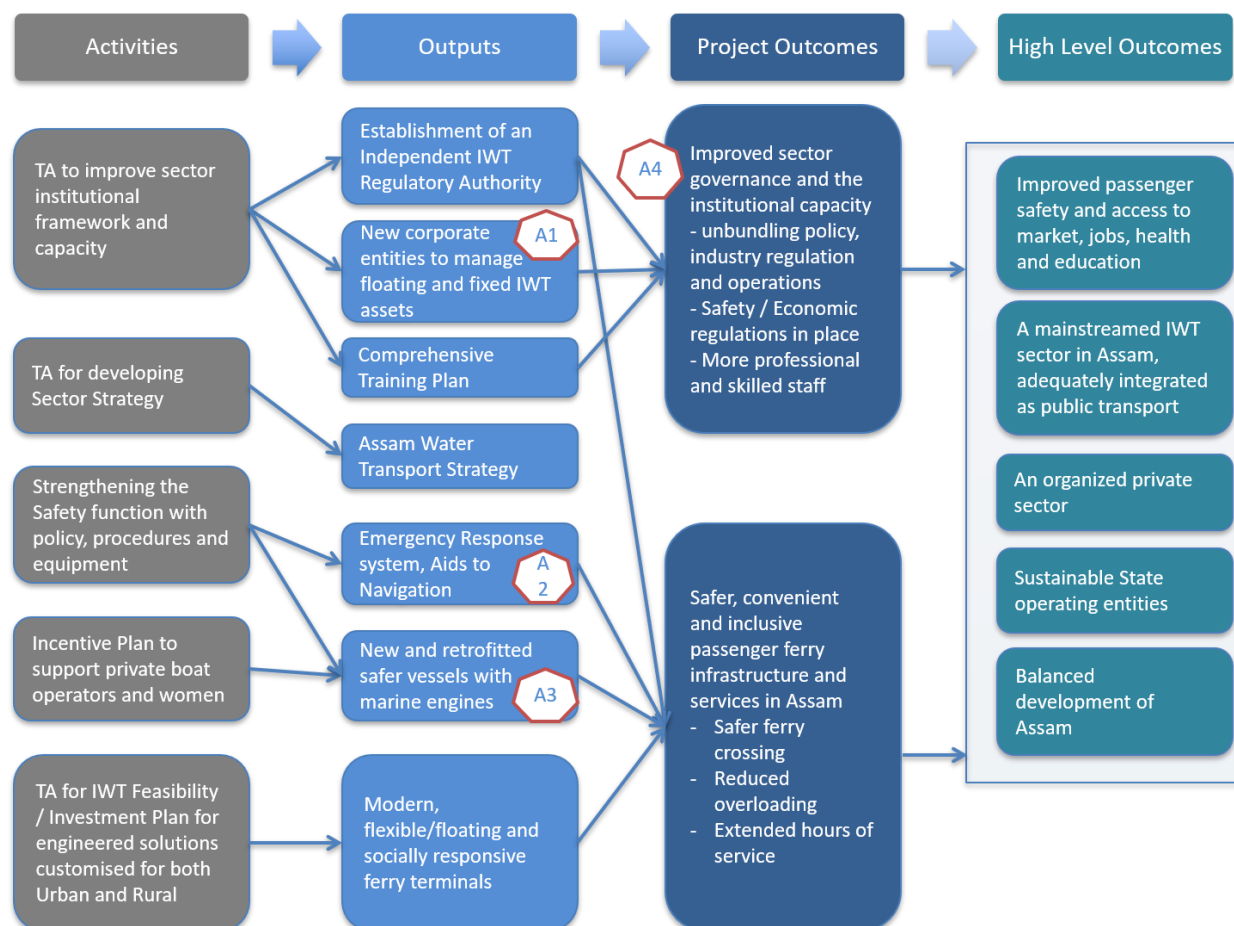 Activities
Outputs
Project Outcomes
High Level Outcomes
TA to improve sector
institutional
framework and
capacity
TA for developing
Sector Strategy
Strengthening the
Safety function with
policy, procedures and
equipment
Incentive Plan to
support private boat
operators and women
TA for IWT Feasibility
/ Investment Plan for
engineered solutions
customised for both
Urban and Rural
Establishment of an
Independent IWT
Regulatory Authority
New corporate
entities to manage
floating and fixed IWT
assets
A1
Comprehensive
Training Plan
Assam Water
Transport Strategy
Emergency Response
system, Aids to
Navigation
A
2
New and retrofitted
safer vessels with
marine engines
A3
Modern,
flexible/floating and
socially responsive
ferry terminals
A4
Improved sector
governance and the
institutional capacity
- unbundling policy,
industry regulation
and operations
- Safety / Economic
regulations in place
- More professional
and skilled staff
Safer, convenient
and inclusive
passenger ferry
infrastructure and
services in Assam
- Safer ferry
crossing
- Reduced
overloading
- Extended hours of
service
Improved passenger
safety and access to
market, jobs, health
and education
A mainstreamed IWT
sector in Assam,
adequately integrated
as public transport
An organized private
sector
Sustainable State
operating entities
Balanced
development of
Assam